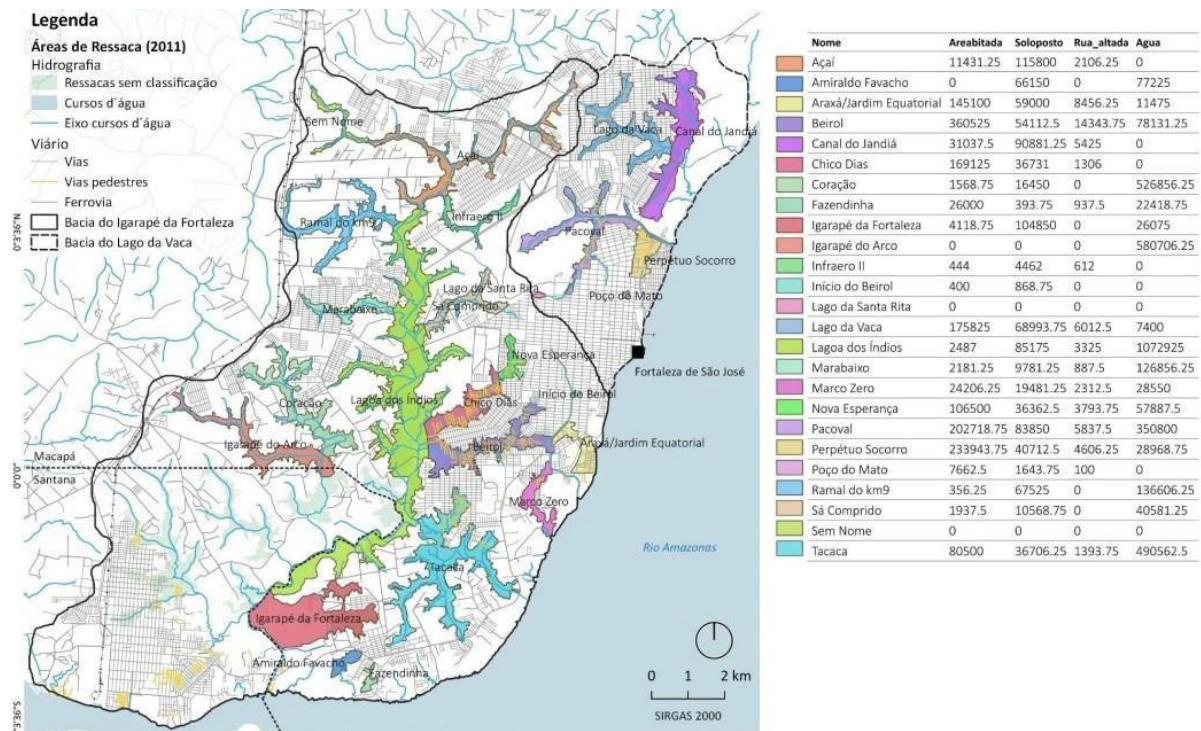 Legenda
Áreas de Ressaca (2011)
Hidrografia
Ressacas sem classificação
Cursos d´água
Eixo cursos d´água
Viário
Vias
Vias pedestres
Ferrovia
Bacia do Igarapé da Fortaleza
Bacia do Lago da Vaca
0°3'36"N
0°0'0"
0°3'36"S
Sem Nome
Açaí
Lago da Vaca
Canal do Jandiá
Ramal do km9
Infraero II
Pacoval
Perpétuo Socorro
Lago da Santa Rita
Sá Comprido
Poço do Mato
Marabaixo
Nova Esperança
Fortaleza de São José
Coração
Lagoa dos Índios
Chico Dias
Início do Beirol
Igarapé do Arco
Beirol
Araxá/Jardim Equatorial
Macapá
Santana
Marco Zero
Tacaca
Rio Amazonas
Igarapé da Fortaleza
Amiraldo Favacho
Fazendinha
0 1 2 km
SIRGAS 2000
Nome Areabitada Soloposto Rua_altada Agua
Açaí 11431.25 115800 2106.25 0
Amiraldo Favacho 0 66150 0 77225
Araxá/Jardim Equatorial 145100 59000 8456.25 11475
Beirol 360525 54112.5 14343.75 78131.25
Canal do Jandiá 31037.5 90881.25 5425 0
Chico Dias 169125 36731 1306 0
Coração 1568.75 16450 0 526856.25
Fazendinha 26000 393.75 937.5 22418.75
Igarapé da Fortaleza 4118.75 104850 0 26075
Igarapé do Arco 0 0 0 580706.25
Infraero II 444 4462 612 0
Início do Beirol 400 868.75 0 0
Lago da Santa Rita 0 0 0 0
Lago da Vaca 175825 68993.75 6012.5 7400
Lagoa dos Índios 2487 85175 3325 1072925
Marabaixo 2181.25 9781.25 887.5 126856.25
Marco Zero 24206.25 19481.25 2312.5 28550
Nova Esperança 106500 36362.5 3793.75 57887.5
Pacoval 202718.75 83850 5837.5 350800
Perpétuo Socorro 233943.75 40712.5 4606.25 28968.75
Poço do Mato 7662.5 1643.75 100 0
Ramal do km9 356.25 67525 0 136606.25
Sá Comprido 1937.5 10568.75 0 40581.25
Sem Nome 0 0 0 0
Tacaca 80500 36706.25 1393.75 490562.5